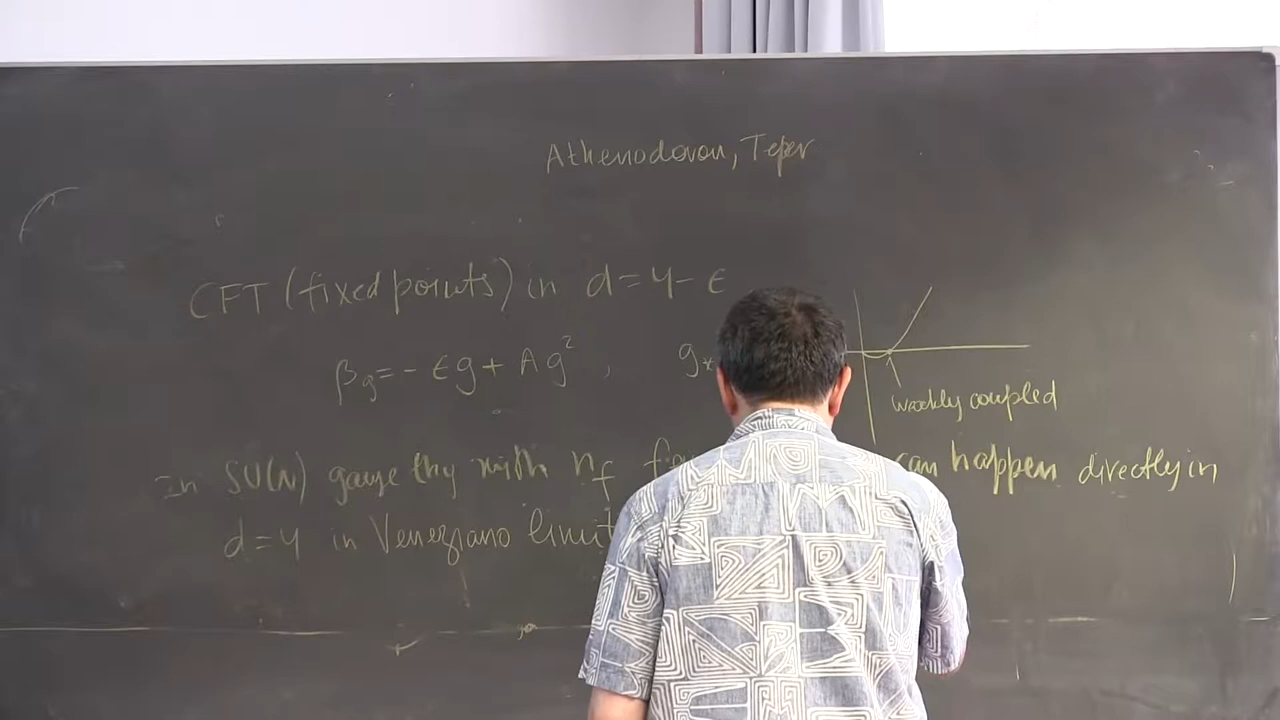 Athenodorou, Teper
CFT (fixed points) in d=4-ϵ
β_g = - ϵg + Ag², g_*
weakly coupled
In SU(N) gauge thy with n_f can happen directly in
d=4 in Veneziano limit